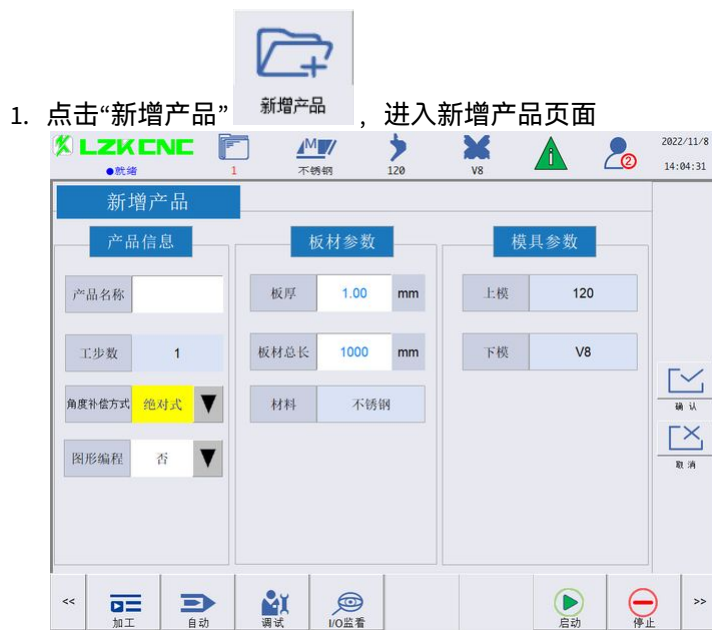 新增产品
1. 点击“新增产品” ，进入新增产品页面
LZK CNC
2022/11/8
●就绪 1 M 不锈钢 120 V8 2 14:04:31
新增产品
产品信息 板材参数 模具参数
产品名称 板厚 1.00 mm 上模 120
工步数 1 板材总长 1000 mm 下模 V8
角度补偿方式 绝对式 材料 不锈钢
确认
图形编程 否
取消
<< 加工 自动 调试 I/O监看 启动 停止 >>